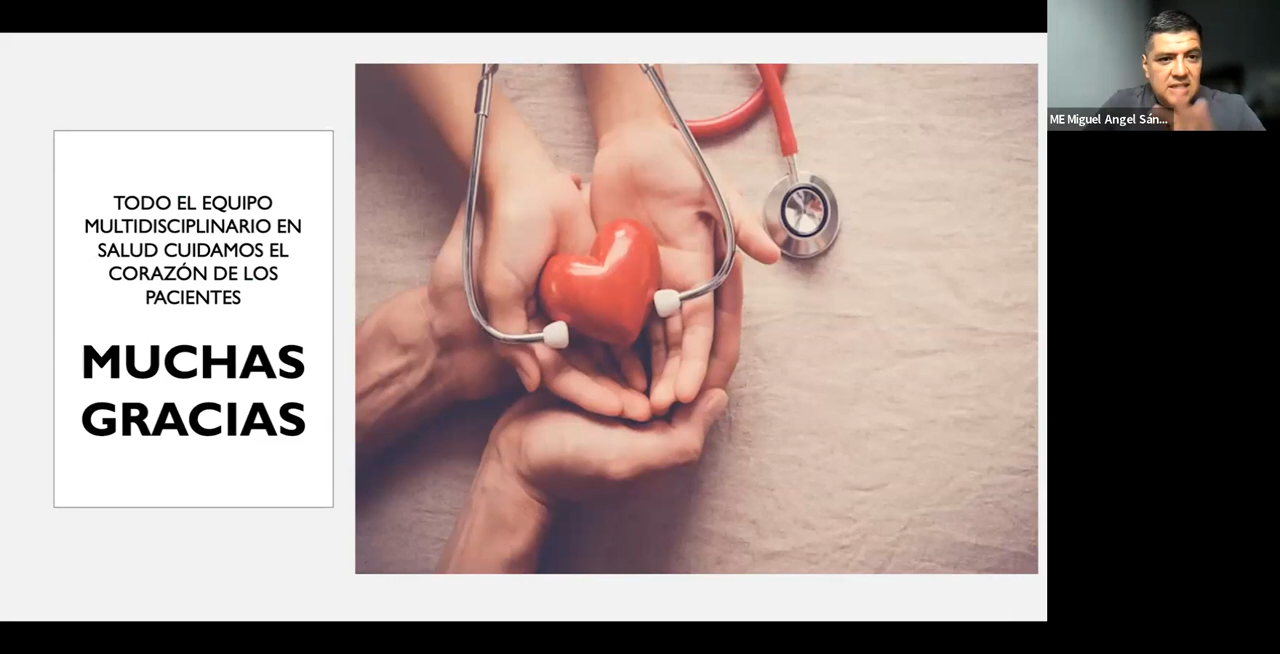 TODO EL EQUIPO
MULTIDISCIPLINARIO EN
SALUD CUIDAMOS EL
CORAZÓN DE LOS
PACIENTES
MUCHAS
GRACIAS
ME Miguel Angel Sán...